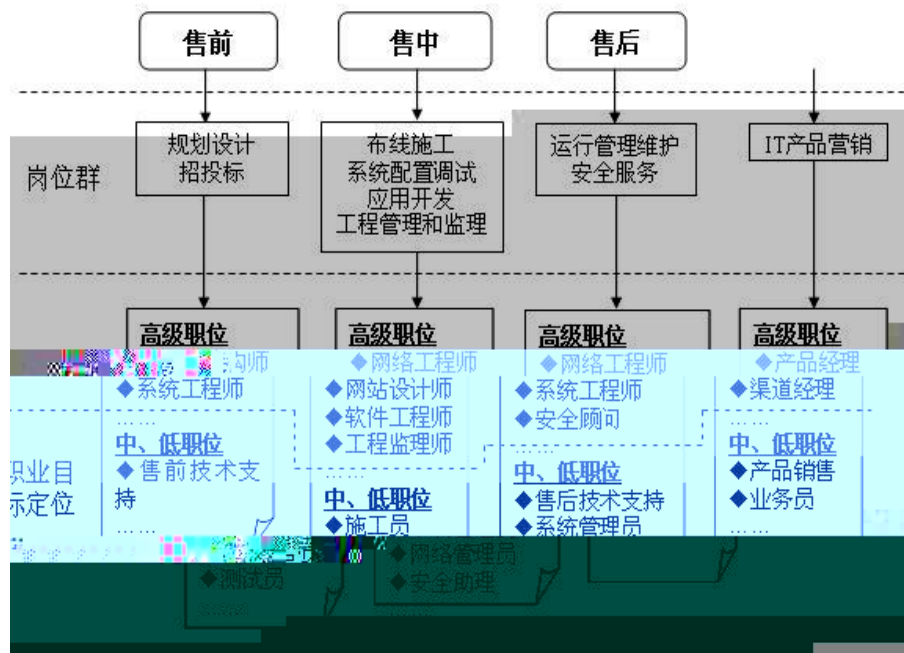 售前
售中
售后
岗位群
规划设计
招投标
布线施工
系统配置调试
应用开发
工程管理和监理
运行管理维护
安全服务
IT产品营销
高级职位
构师
◆系统工程师
……
中、低职位
◆售前技术支
持
……
高级职位
◆网络工程师
◆网站设计师
◆软件工程师
◆工程监理师
……
中、低职位
◆施工员
◆测试员
……
高级职位
◆网络工程师
◆系统工程师
◆安全顾问
……
中、低职位
◆售后技术支持
◆系统管理员
◆网络管理员
◆安全助理
……
高级职位
◆产品经理
◆渠道经理
……
中、低职位
◆产品销售
◆业务员
……
职业目
标定位